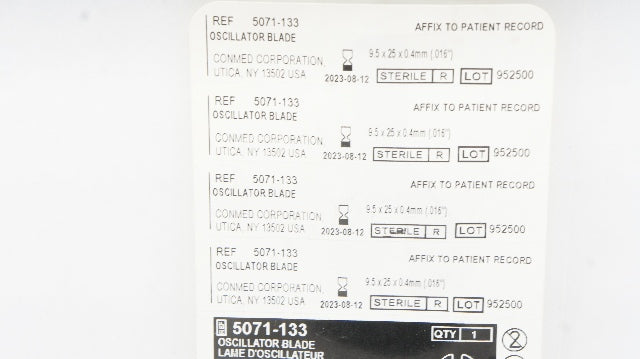 REF 5071-133 AFFIX TO PATIENT RECORD
OSCILLATOR BLADE
CONMED CORPORATION 9.5 x 25 x 0.4mm (.016")
UTICA, NY 13502 USA 2023-08-12 STERILE R LOT 952500
REF 5071-133 AFFIX TO PATIENT RECORD
OSCILLATOR BLADE
CONMED CORPORATION 9.5 x 25 x 0.4mm (.016")
UTICA, NY 13502 USA 2023-08-12 STERILE R LOT 952500
REF 5071-133 AFFIX TO PATIENT RECORD
OSCILLATOR BLADE
CONMED CORPORATION 9.5 x 25 x 0.4mm (.016")
UTICA, NY 13502 USA 2023-08-12 STERILE R LOT 952500
REF 5071-133 AFFIX TO PATIENT RECORD
OSCILLATOR BLADE
CONMED CORPORATION 9.5 x 25 x 0.4mm (.016")
UTICA, NY 13502 USA 2023-08-12 STERILE R LOT 952500
5071-133 QTY 1
OSCILLATOR BLADE
LAME D'OSCILLATEUR